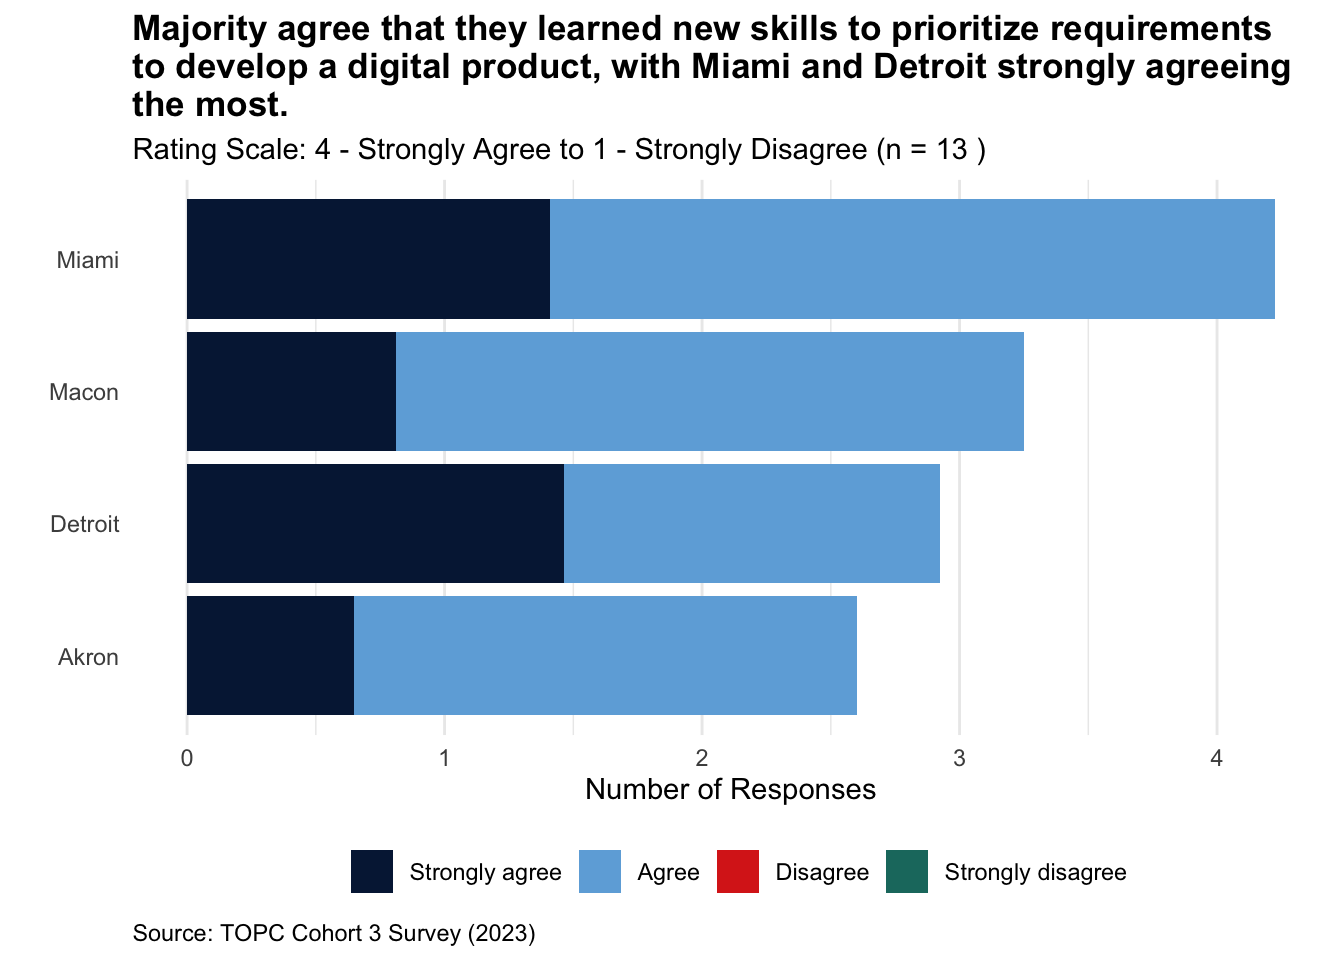 Majority agree that they learned new skills to prioritize requirements
to develop a digital product, with Miami and Detroit strongly agreeing
the most.
Rating Scale: 4 - Strongly Agree to 1 - Strongly Disagree (n = 13 )
Miami
Macon
Detroit
Akron
0 1 2 3 4
Number of Responses
Strongly agree Agree Disagree Strongly disagree
Source: TOPC Cohort 3 Survey (2023)